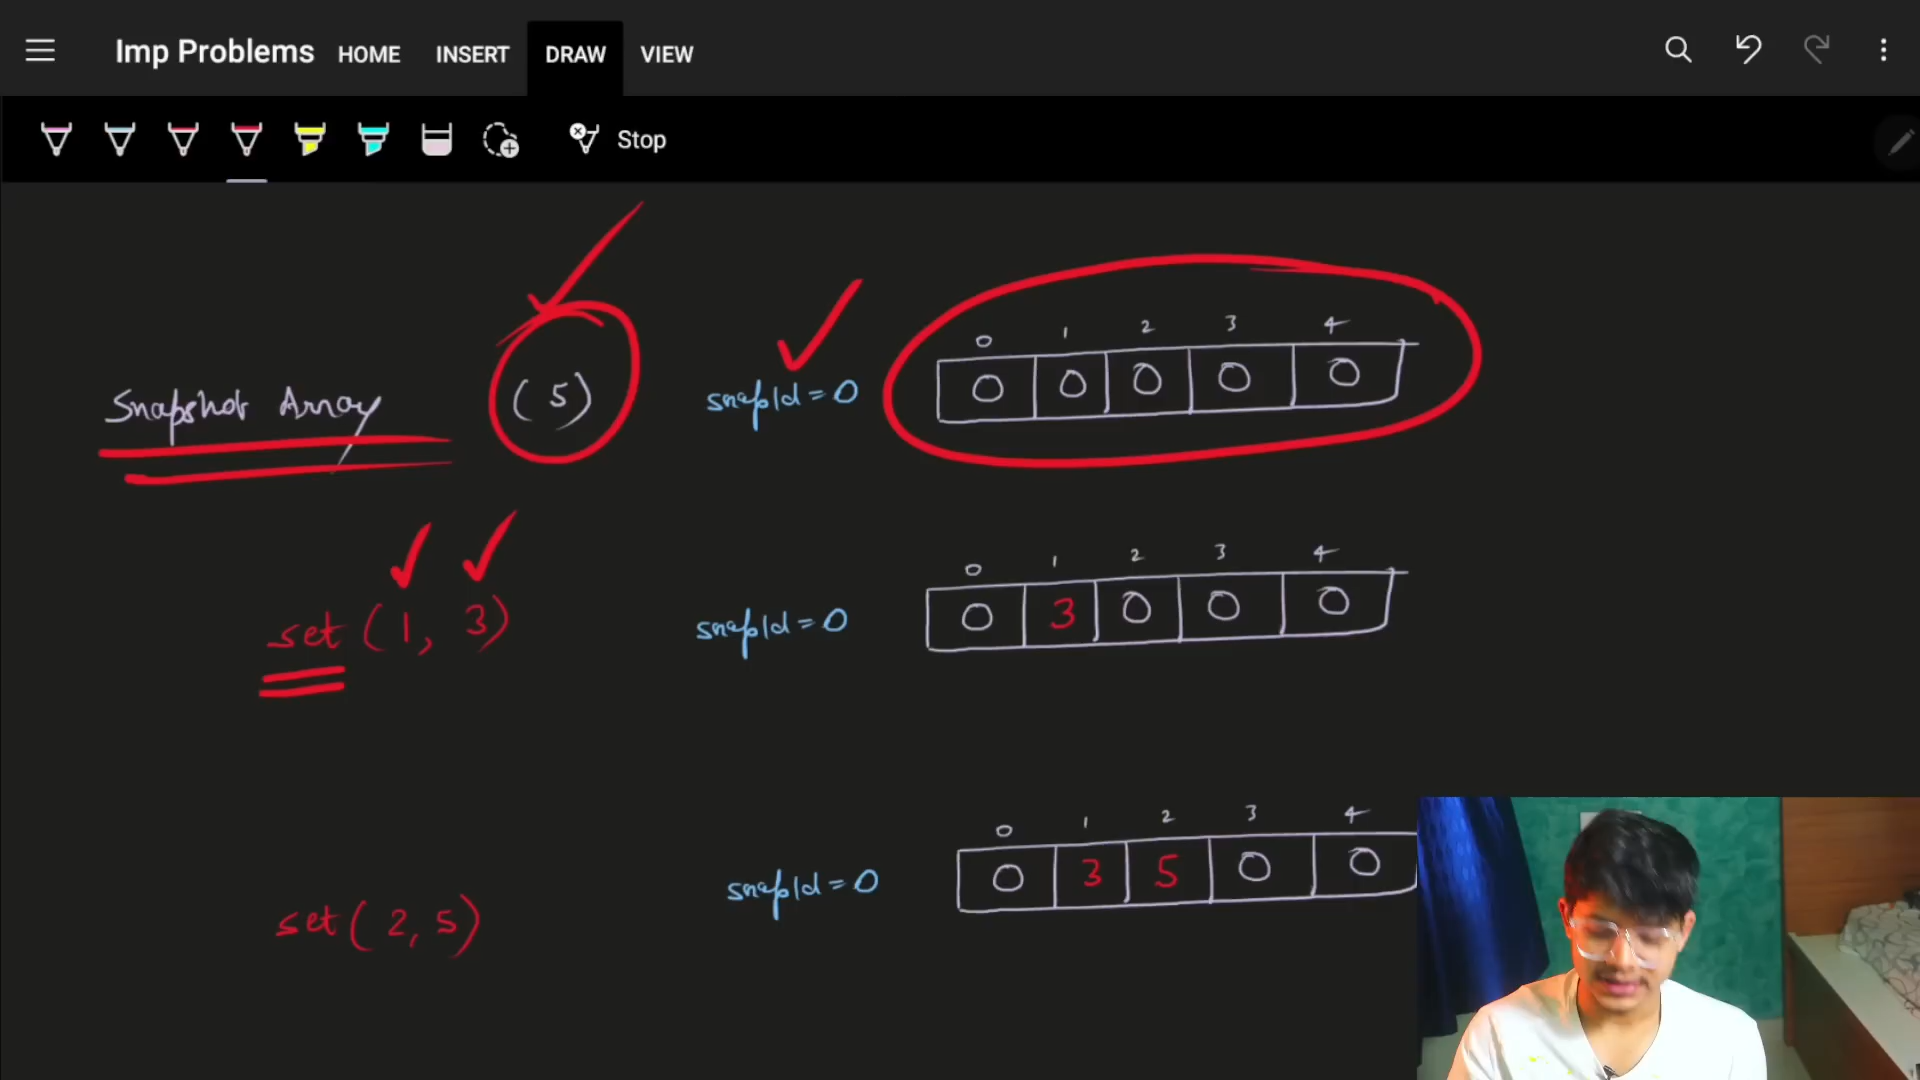 Imp Problems HOME INSERT DRAW VIEW
Stop
Snapshot Array (5) snapId = 0
0 1 2 3 4
0 0 0 0 0
set (1, 3) snapId = 0
0 1 2 3 4
0 3 0 0 0
set (2, 5) snapId = 0
0 1 2 3 4
0 3 5 0 0